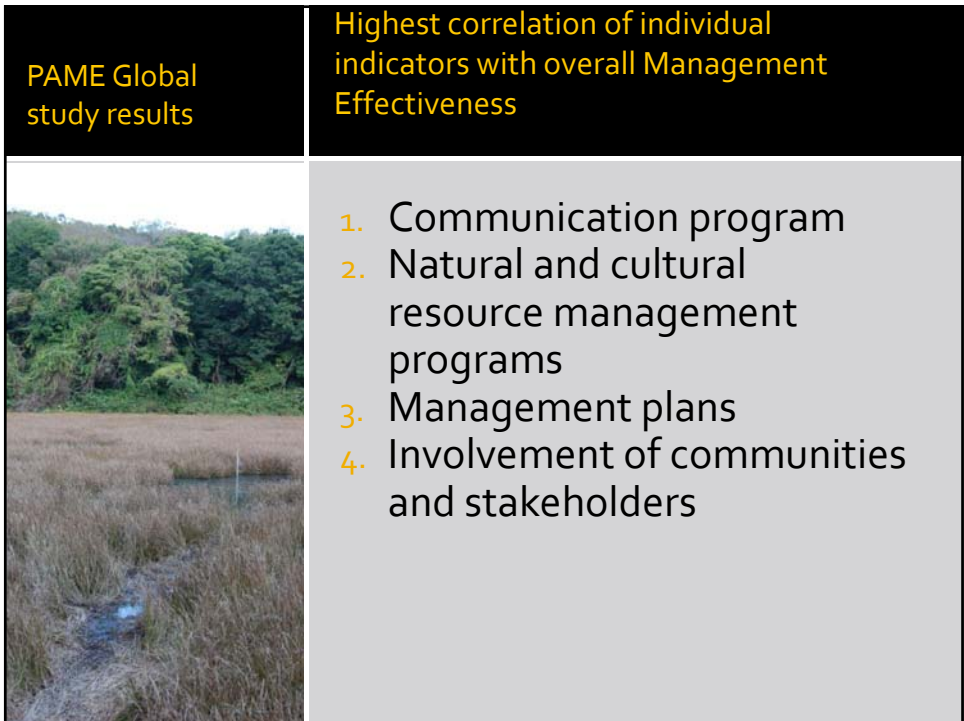 PAME Global
study results
Highest correlation of individual
indicators with overall Management
Effectiveness
1. Communication program
2. Natural and cultural
resource management
programs
3. Management plans
4. Involvement of communities
and stakeholders